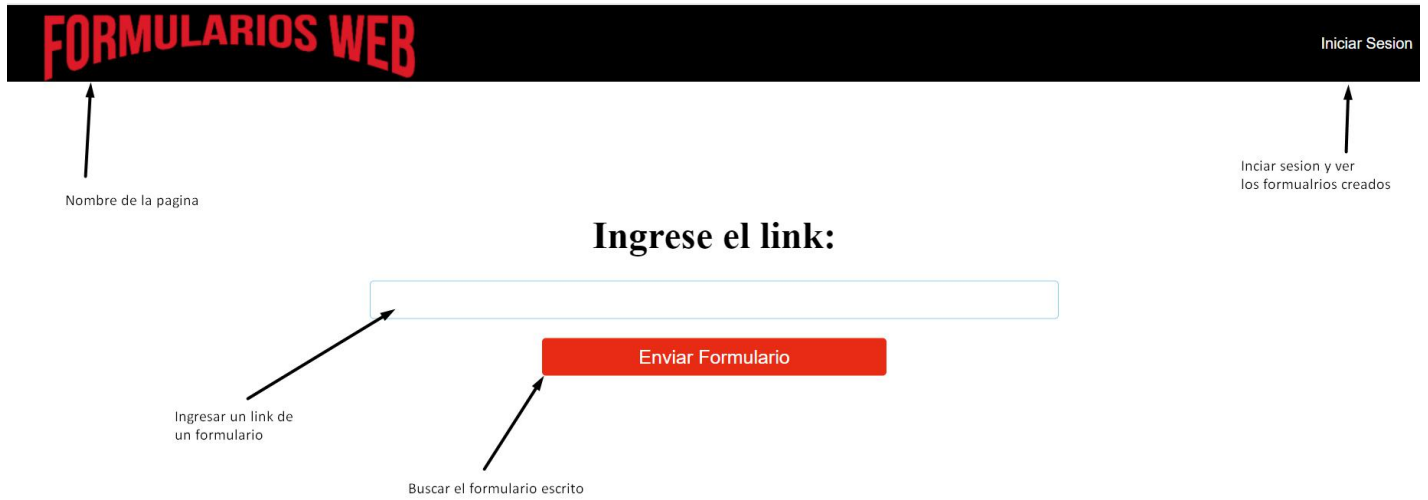 FORMULARIOS WEB
Iniciar Sesion
Nombre de la pagina
Inciar sesion y ver
los formualrios creados
Ingrese el link:
Enviar Formulario
Ingresar un link de
un formulario
Buscar el formulario escrito